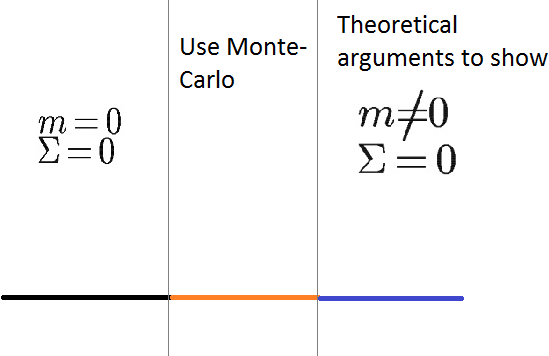 m = 0
Σ = 0
Use Monte-
Carlo
Theoretical
arguments to show
m ≠ 0
Σ = 0